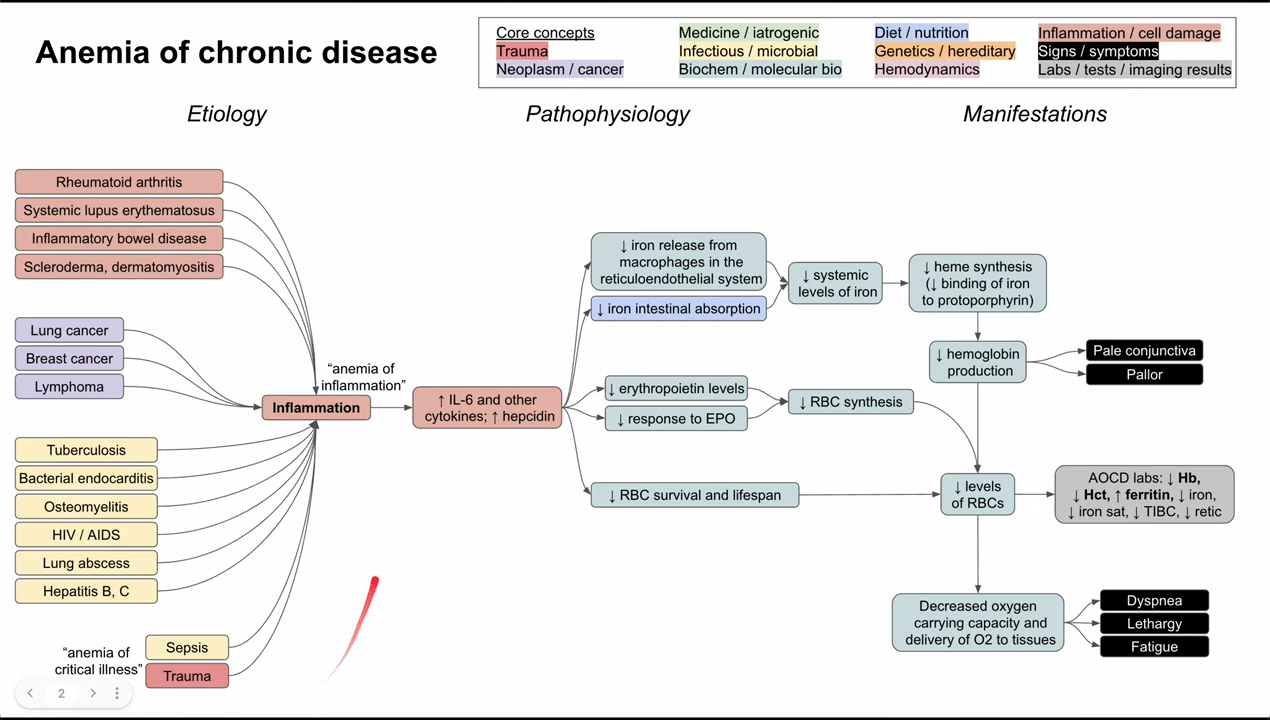 Anemia of chronic disease
Core concepts
Trauma
Neoplasm / cancer
Medicine / iatrogenic
Infectious / microbial
Biochem / molecular bio
Diet / nutrition
Genetics / hereditary
Hemodynamics
Inflammation / cell damage
Signs / symptoms
Labs / tests / imaging results
Etiology
Pathophysiology
Manifestations
Rheumatoid arthritis
Systemic lupus erythematosus
Inflammatory bowel disease
Scleroderma, dermatomyositis
Lung cancer
Breast cancer
Lymphoma
Tuberculosis
Bacterial endocarditis
Osteomyelitis
HIV / AIDS
Lung abscess
Hepatitis B, C
“anemia of
critical illness”
Sepsis
Trauma
Inflammation
“anemia of
inflammation”
↑ IL-6 and other
cytokines; ↑ hepcidin
↓ iron release from
macrophages in the
reticuloendothelial system
↓ iron intestinal absorption
↓ systemic
levels of iron
↓ heme synthesis
(↓ binding of iron
to protoporphyrin)
↓ hemoglobin
production
Pale conjunctiva
Pallor
↓ erythropoietin levels
↓ response to EPO
↓ RBC synthesis
↓ RBC survival and lifespan
↓ levels
of RBCs
AOCD labs: ↓ Hb,
↓ Hct, ↑ ferritin, ↓ iron,
↓ iron sat, ↓ TIBC, ↓ retic
Decreased oxygen
carrying capacity and
delivery of O2 to tissues
Dyspnea
Lethargy
Fatigue
2